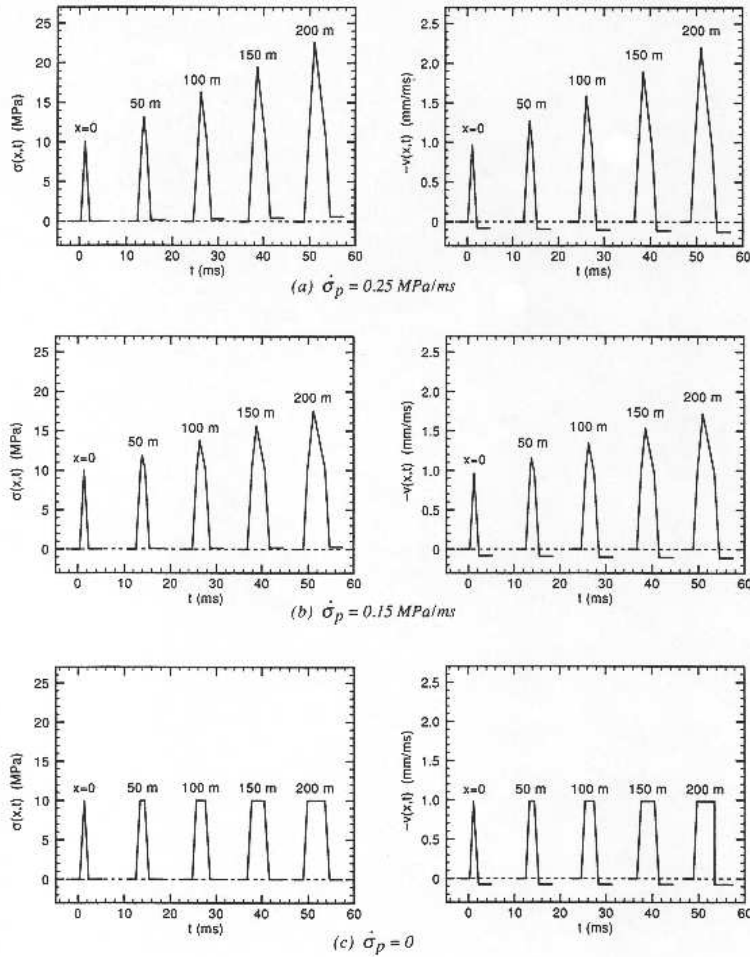 25
20
15
10
5
0
σ(x,t) (MPa)
x=0
50 m
100 m
150 m
200 m
0 10 20 30 40 50 60
t (ms)
2.5
2.0
1.5
1.0
0.5
0
−v(x,t) (mm/ms)
x=0
50 m
100 m
150 m
200 m
0 10 20 30 40 50 60
t (ms)
(a) σ̇p = 0.25 MPa/ms
25
20
15
10
5
0
σ(x,t) (MPa)
x=0
50 m
100 m
150 m
200 m
0 10 20 30 40 50 60
t (ms)
2.5
2.0
1.5
1.0
0.5
0
−v(x,t) (mm/ms)
x=0
50 m
100 m
150 m
200 m
0 10 20 30 40 50 60
t (ms)
(b) σ̇p = 0.15 MPa/ms
25
20
15
10
5
0
σ(x,t) (MPa)
x=0 50 m 100 m 150 m 200 m
0 10 20 30 40 50 60
t (ms)
2.5
2.0
1.5
1.0
0.5
0
−v(x,t) (mm/ms)
x=0 50 m 100 m 150 m 200 m
0 10 20 30 40 50 60
t (ms)
(c) σ̇p = 0